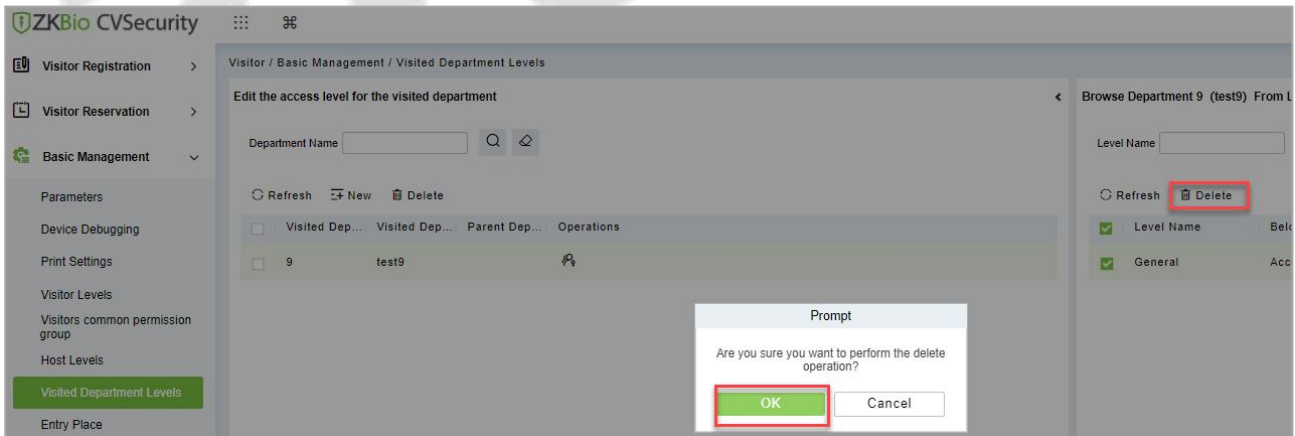 ZKBio CVSecurity
Visitor Registration
Visitor Reservation
Basic Management
Parameters
Device Debugging
Print Settings
Visitor Levels
Visitors common permission
group
Host Levels
Visited Department Levels
Entry Place
Visitor / Basic Management / Visited Department Levels
Edit the access level for the visited department
Department Name
Refresh New Delete
Visited Dep... Visited Dep... Parent Dep... Operations
9 test9
Browse Department 9 (test9) From L
Level Name
Refresh Delete
Level Name Belo
General Acc
Prompt
Are you sure you want to perform the delete
operation?
OK Cancel